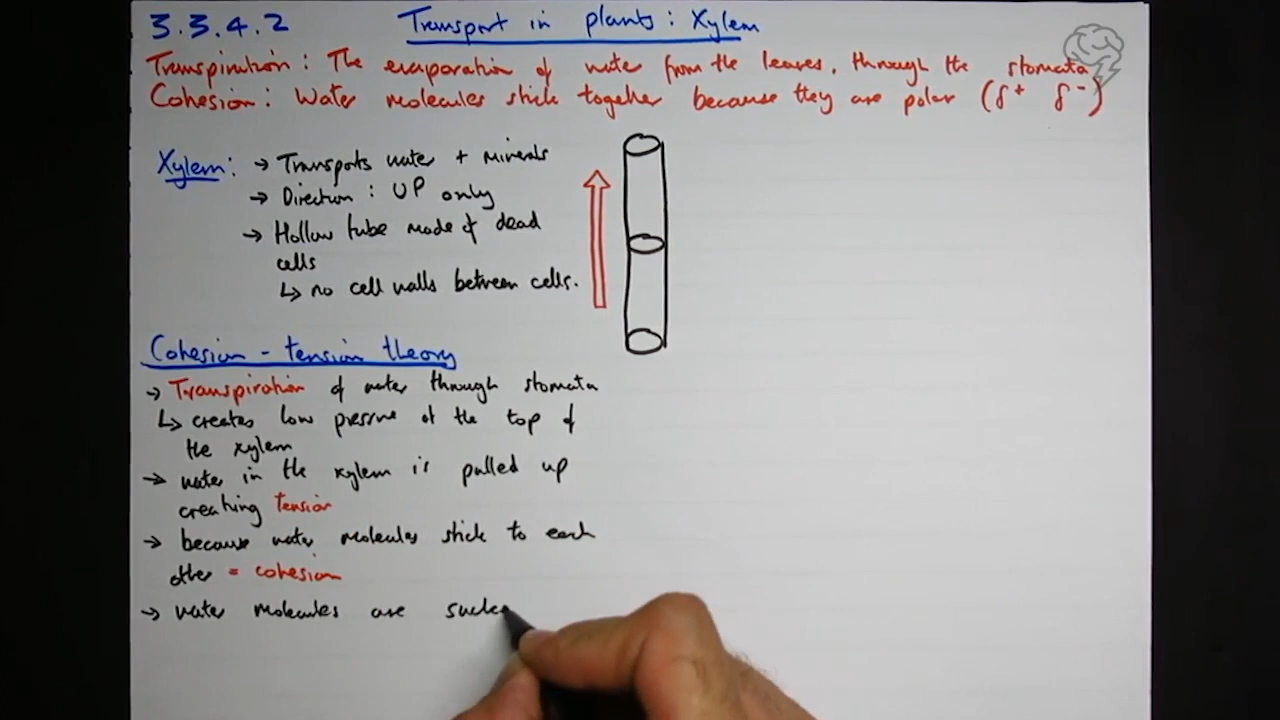 3.3.4.2 Transport in plants: Xylem
Transpiration: The evaporation of water from the leaves, through the stomata
Cohesion: Water molecules stick together because they are polar (δ+ δ-)
Xylem: → Transports water + minerals
→ Direction: UP only
→ Hollow tube made of dead
cells
↳ no cell walls between cells.
Cohesion-tension theory
→ Transpiration of water through stomata
↳ creates low pressure at the top of
the xylem
→ water in the xylem is pulled up
creating tension
→ because water molecules stick to each
other = cohesion
→ water molecules are sucke